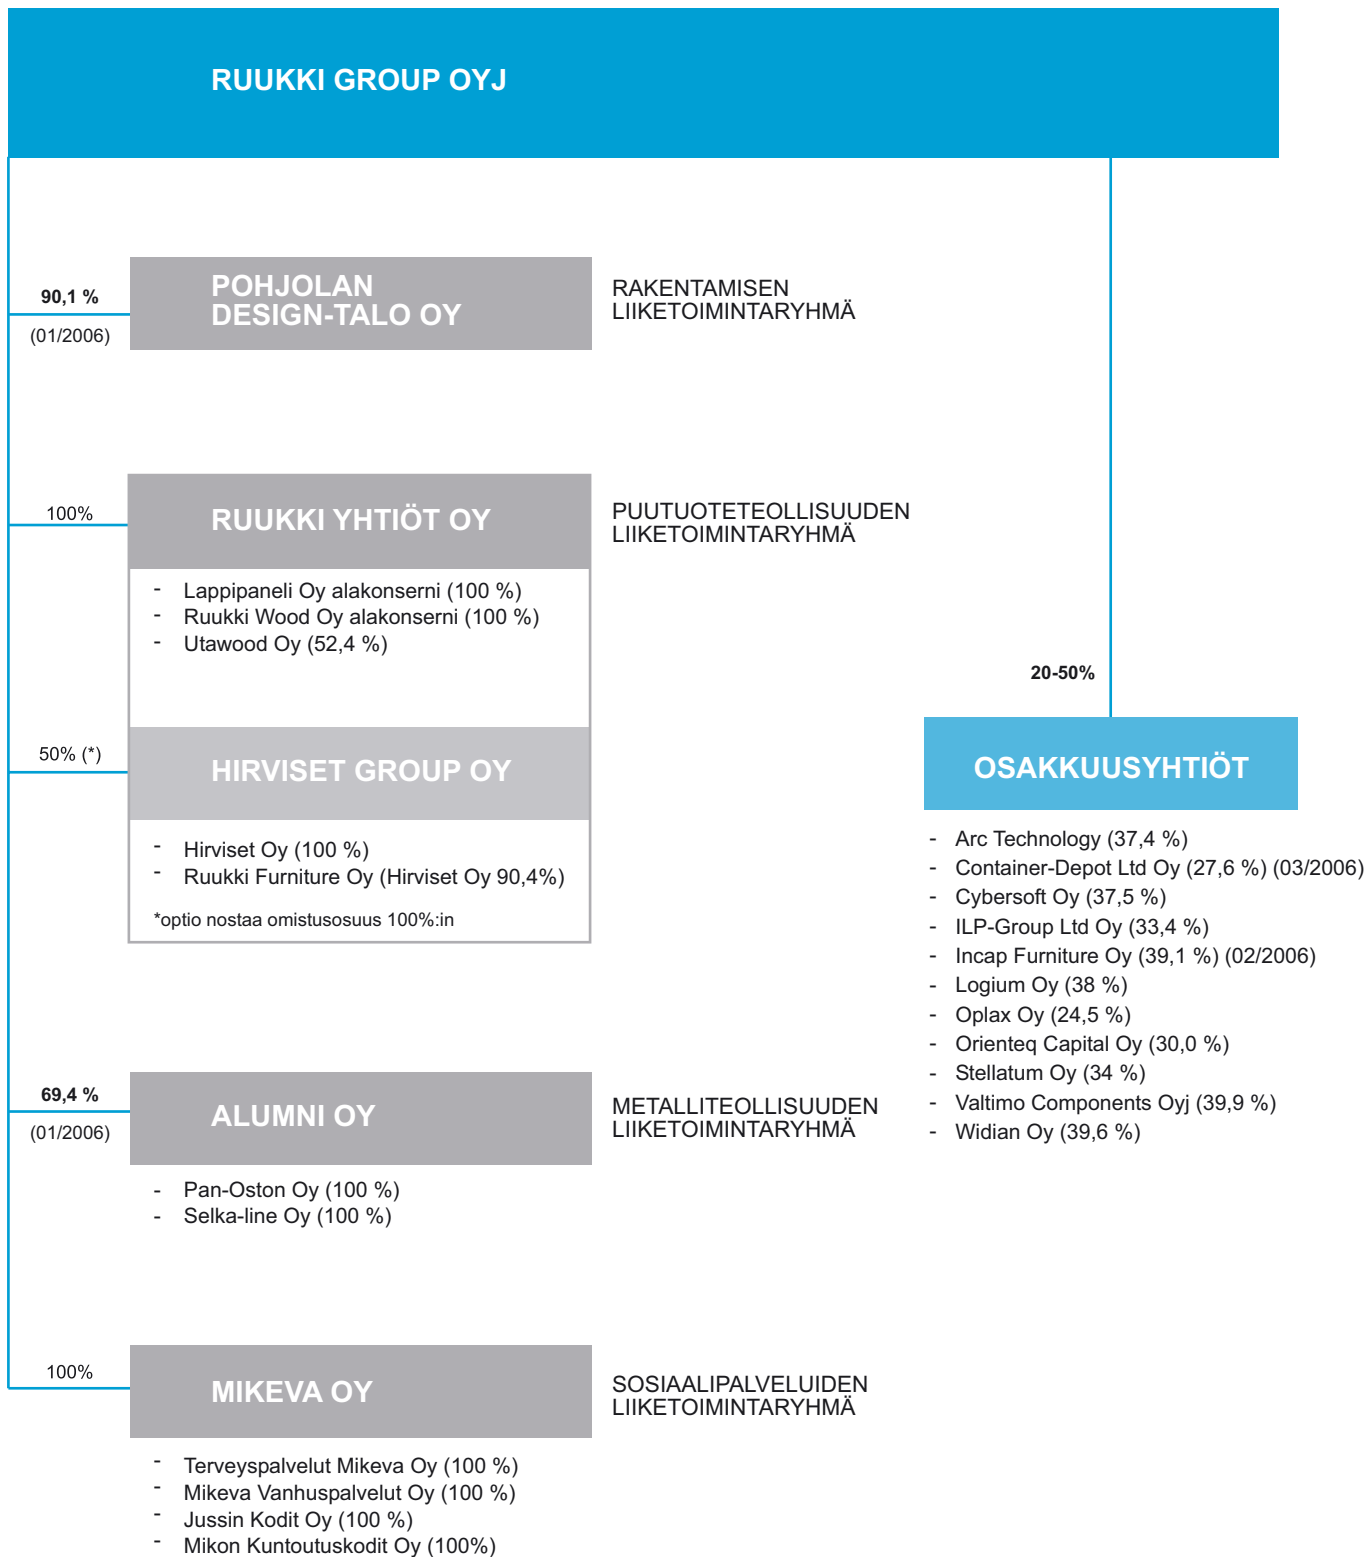 RUUKKI GROUP OYJ
90,1 %
(01/2006)
POHJOLAN
DESIGN-TALO OY
RAKENTAMISEN
LIIKETOIMINTARYHMÄ
100%
RUUKKI YHTIÖT OY
PUUTUOTETEOLLISUUDEN
LIIKETOIMINTARYHMÄ
- Lappipaneli Oy alakonserni (100 %)
- Ruukki Wood Oy alakonserni (100 %)
- Utawood Oy (52,4 %)
50% (*)
HIRVISET GROUP OY
- Hirviset Oy (100 %)
- Ruukki Furniture Oy (Hirviset Oy 90,4%)
*optio nostaa omistusosuus 100%:in
69,4 %
(01/2006)
ALUMNI OY
METALLITEOLLISUUDEN
LIIKETOIMINTARYHMÄ
- Pan-Oston Oy (100 %)
- Selka-line Oy (100 %)
100%
MIKEVA OY
SOSIAALIPALVELUIDEN
LIIKETOIMINTARYHMÄ
- Terveyspalvelut Mikeva Oy (100 %)
- Mikeva Vanhuspalvelut Oy (100 %)
- Jussin Kodit Oy (100 %)
- Mikon Kuntoutuskodit Oy (100%)
20-50%
OSAKKUUSYHTIÖT
- Arc Technology (37,4 %)
- Container-Depot Ltd Oy (27,6 %) (03/2006)
- Cybersoft Oy (37,5 %)
- ILP-Group Ltd Oy (33,4 %)
- Incap Furniture Oy (39,1 %) (02/2006)
- Logium Oy (38 %)
- Oplax Oy (24,5 %)
- Orienteq Capital Oy (30,0 %)
- Stellatum Oy (34 %)
- Valtimo Components Oyj (39,9 %)
- Widian Oy (39,6 %)